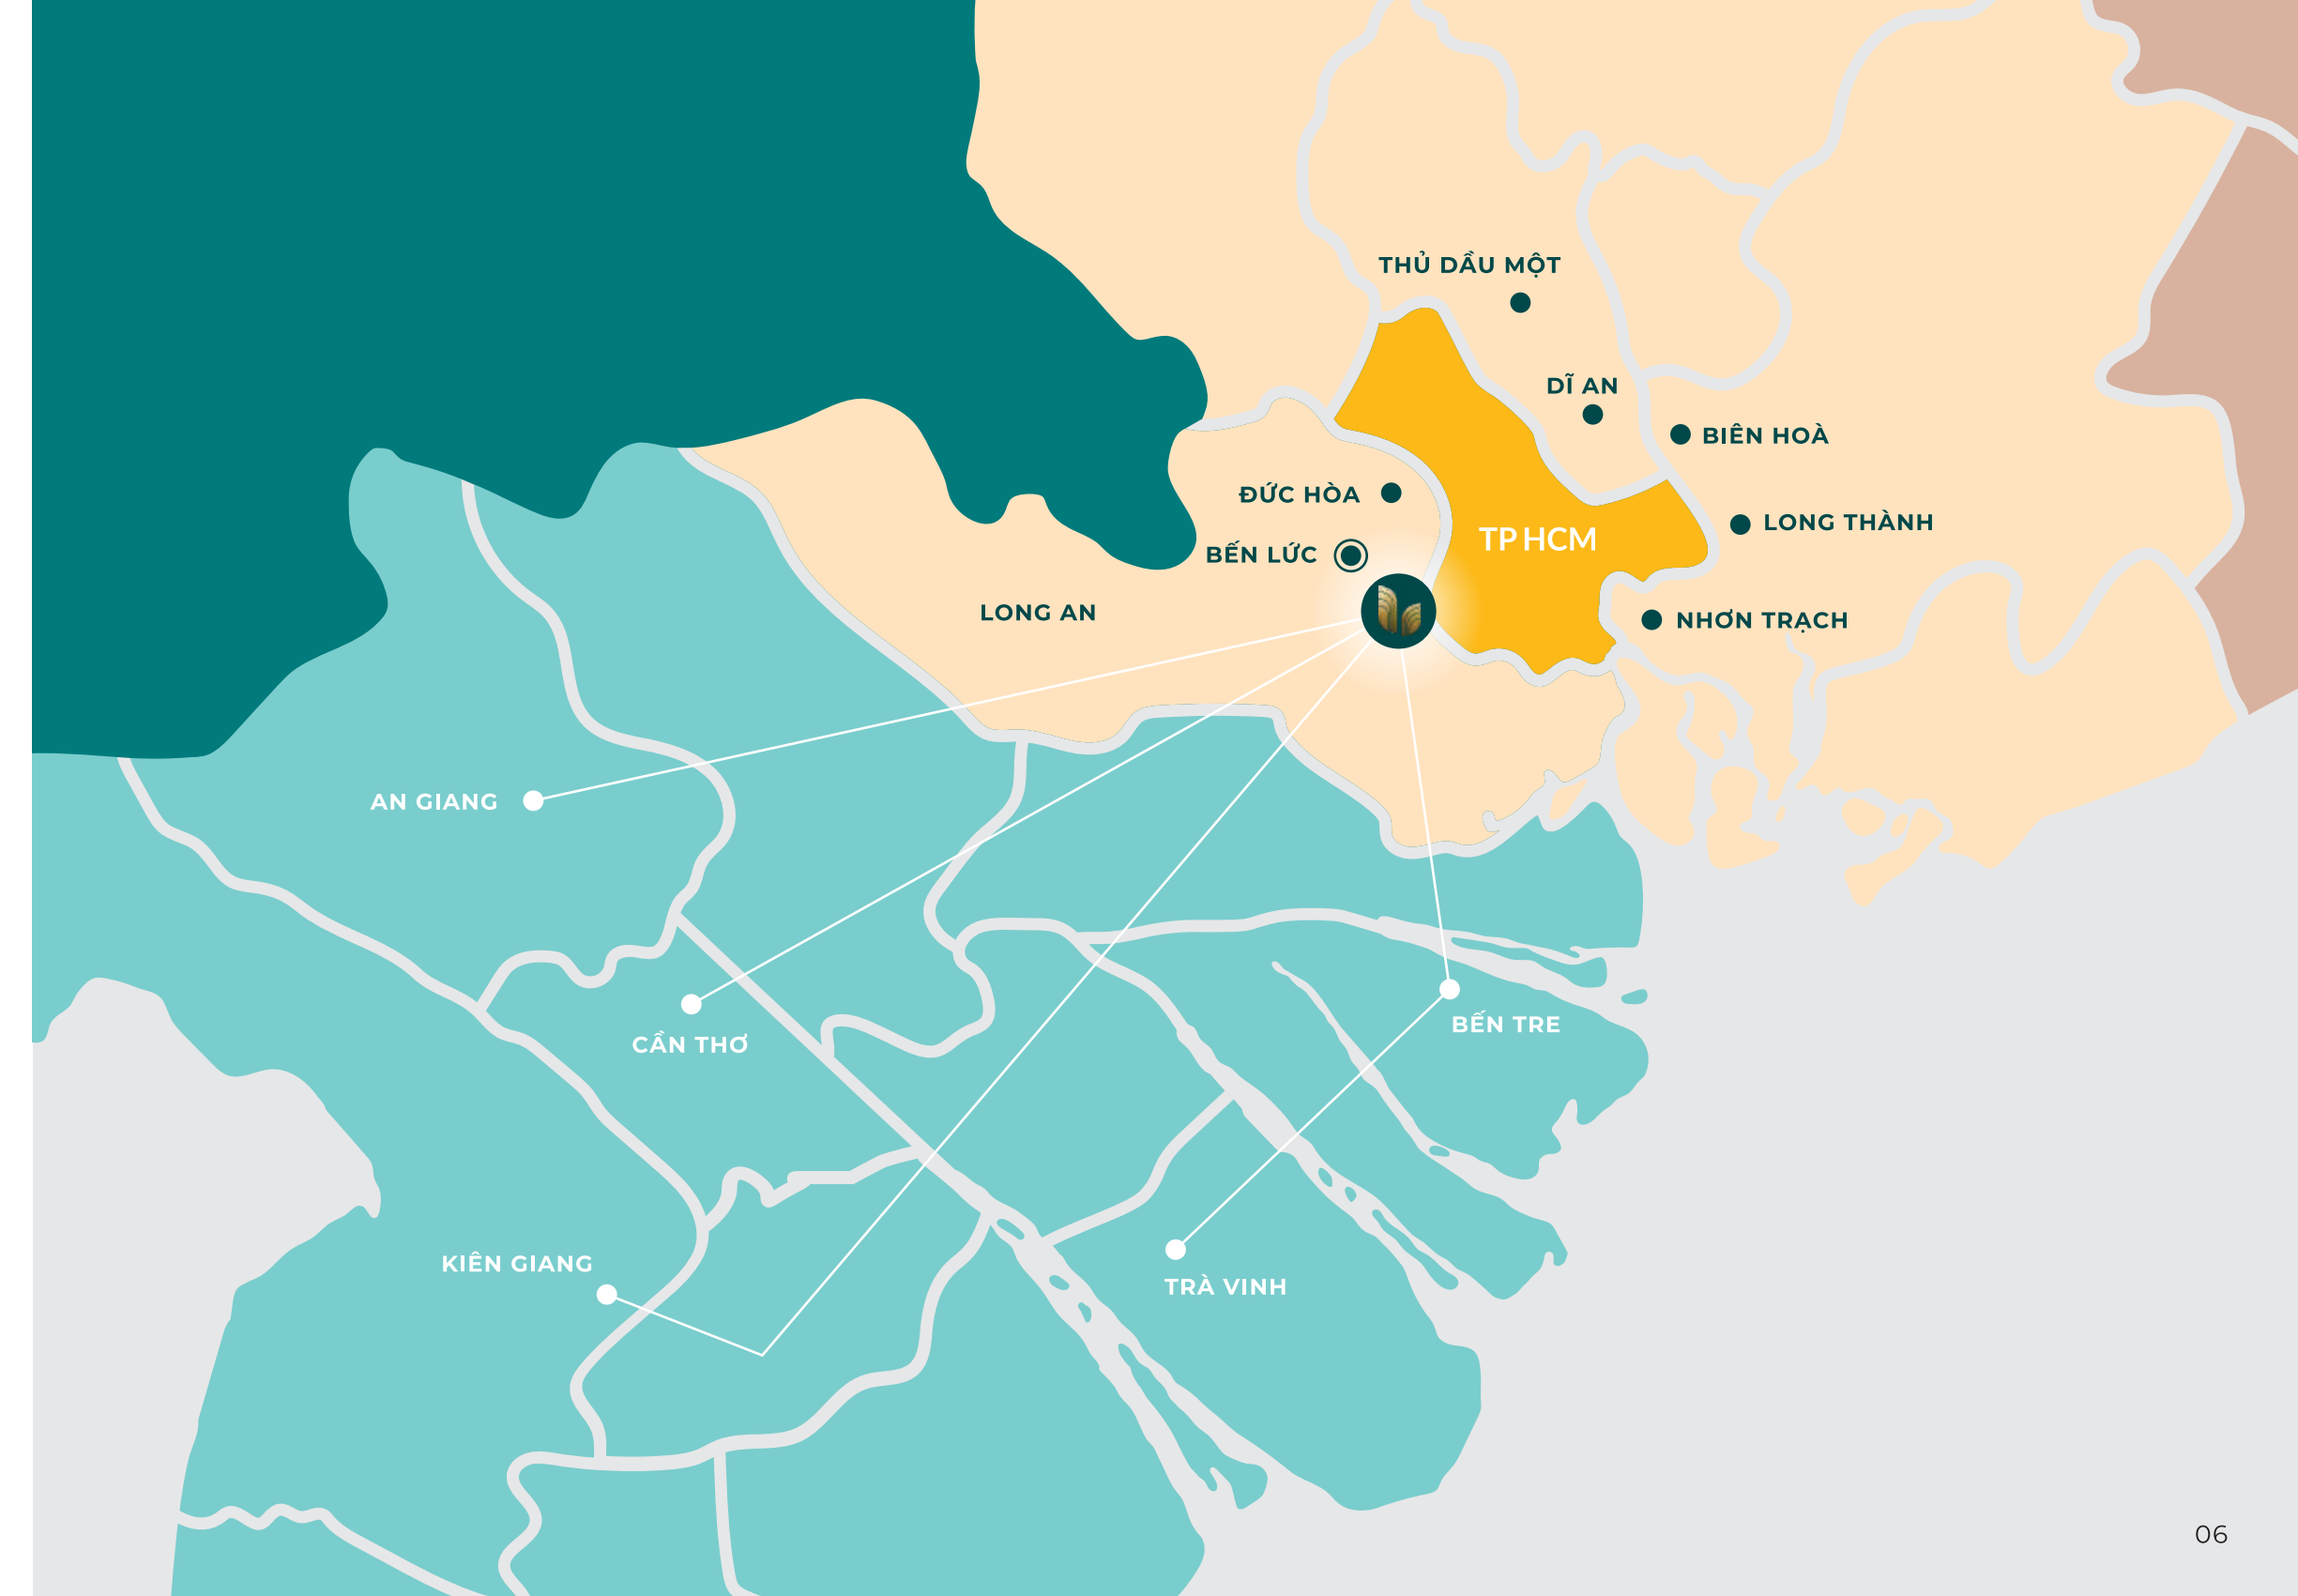 THỦ DẦU MỘT
DĨ AN
BIÊN HOÀ
ĐỨC HÒA
LONG THÀNH
TP HCM
BẾN LỨC
LONG AN
NHƠN TRẠCH
AN GIANG
BẾN TRE
CẦN THƠ
KIÊN GIANG
TRÀ VINH
06